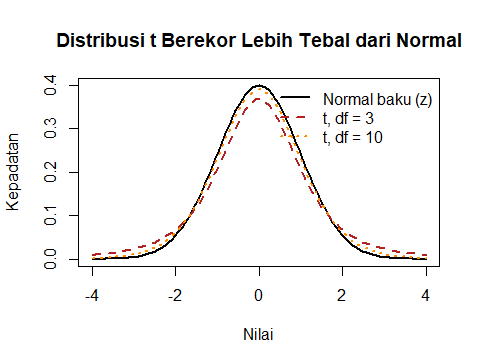 Distribusi t Berekor Lebih Tebal dari Normal
Kepadatan
0.4
0.3
0.2
0.1
0.0
Normal baku (z)
t, df = 3
t, df = 10
-4
-2
0
2
4
Nilai